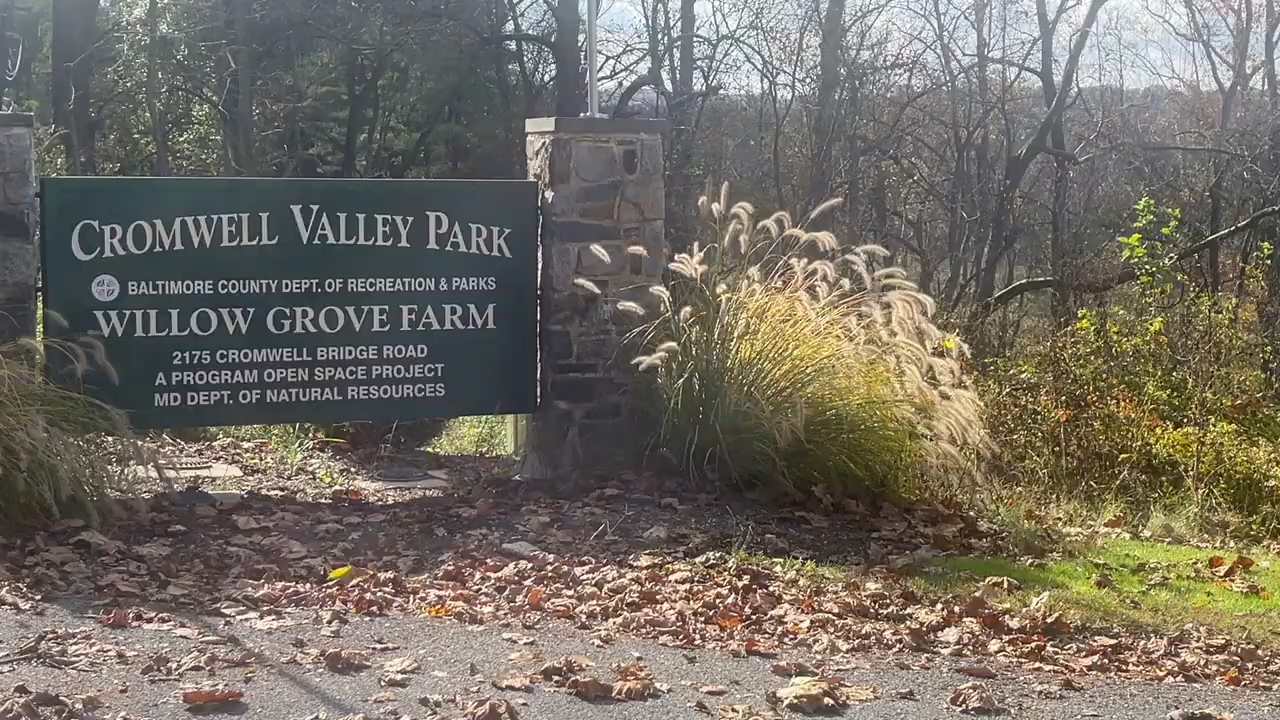 CROMWELL VALLEY PARK
BALTIMORE COUNTY DEPT. OF RECREATION & PARKS
WILLOW GROVE FARM
2175 CROMWELL BRIDGE ROAD
A PROGRAM OPEN SPACE PROJECT
MD DEPT. OF NATURAL RESOURCES